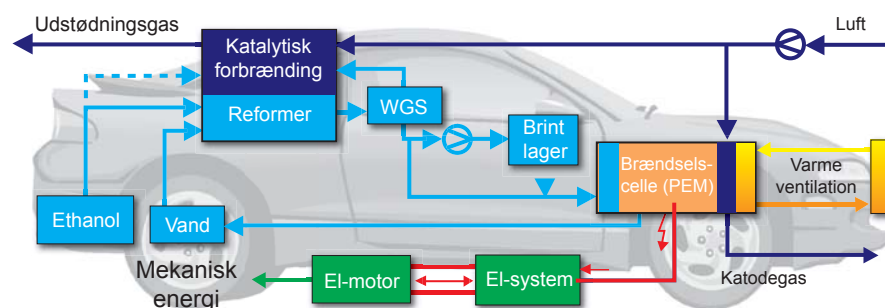 Udstødningsgas
Luft
Katalytisk
forbrænding
Reformer
WGS
Brint
lager
Brændsels-
celle (PEM)
Varme
ventilation
Ethanol
Vand
Katodegas
Mekanisk
energi
El-motor
El-system